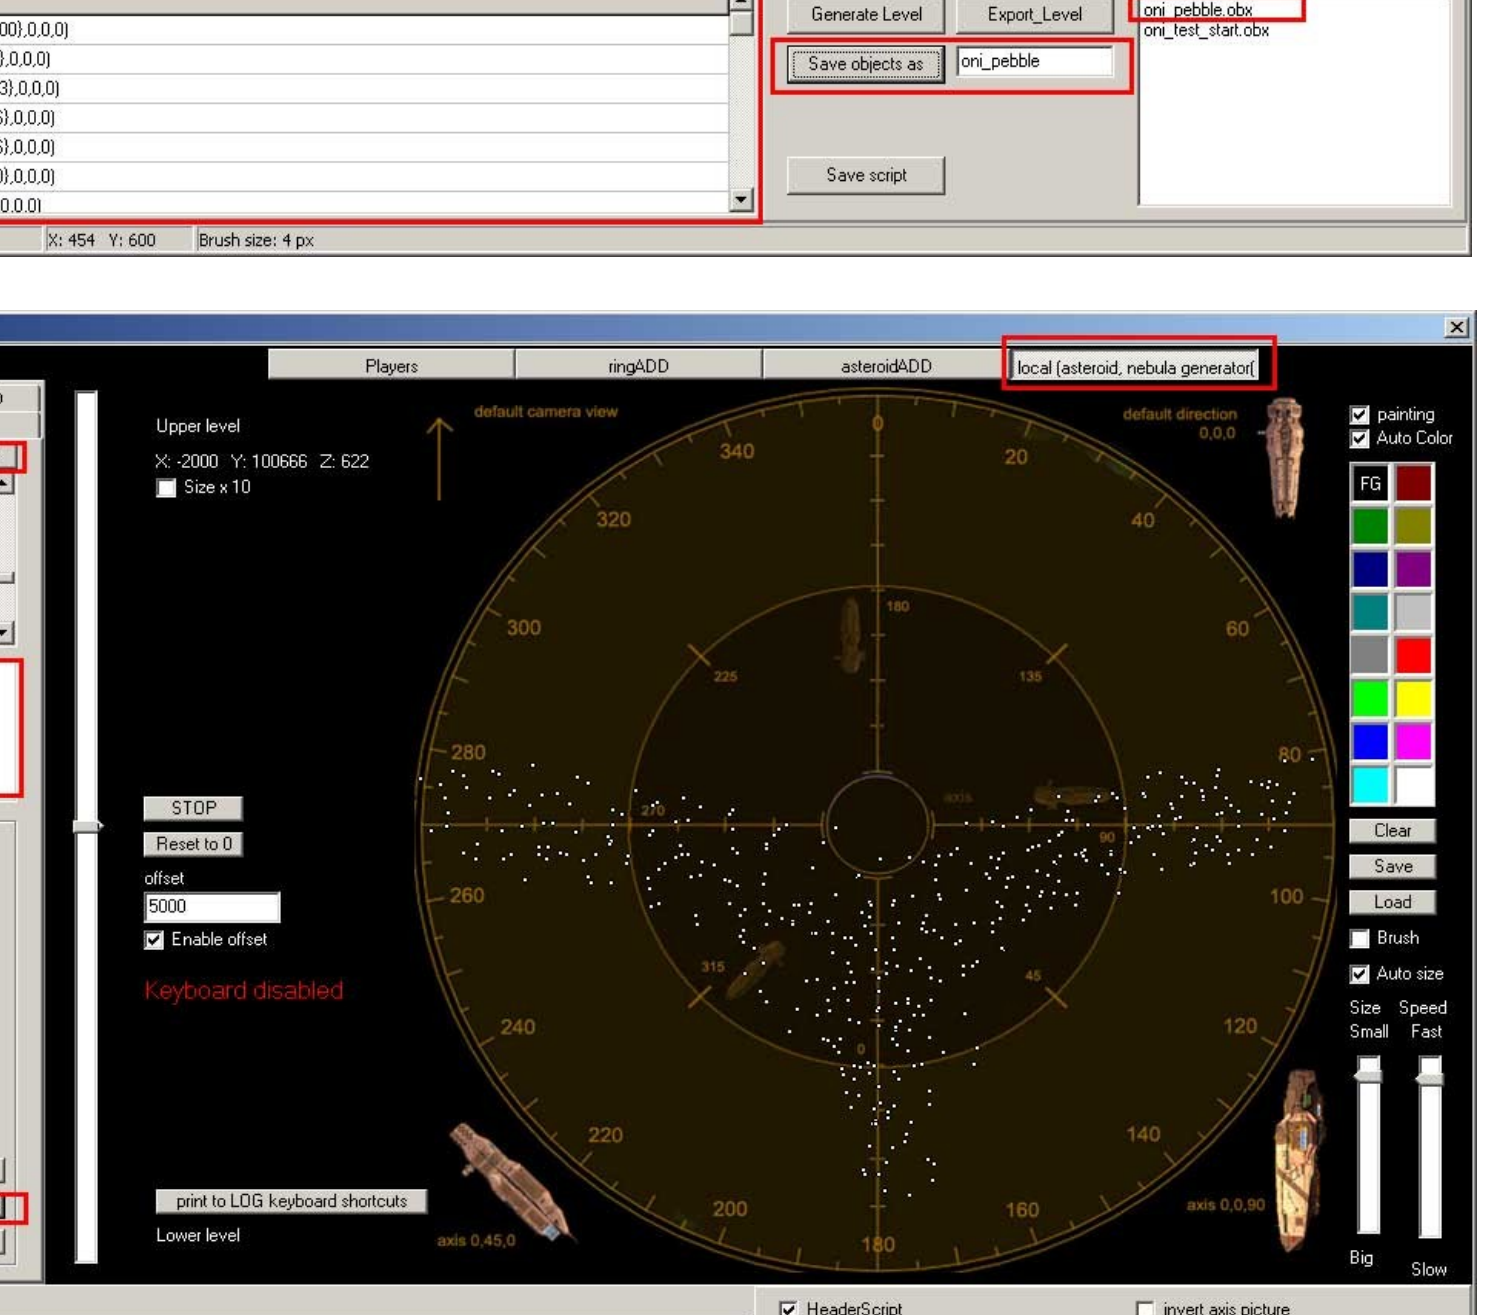 Generate Level
Export_Level
oni_pebble.obx
00},0,0,0)
oni_test_start.obx
},0,0,0)
Save objects as
oni_pebble
3},0,0,0)
6},0,0,0)
6},0,0,0)
0},0,0,0)
Save script
0,0,0)
X: 454 Y: 600
Brush size: 4 px
Players
ringADD
asteroidADD
local (asteroid, nebula generator(
Upper level
default camera view
default direction
0,0,0
painting
Auto Color
X: -2000 Y: 100666 Z: 622
Size x 10
FG
0
340
20
320
40
300
60
180
225
135
280
80
270
axis
90
STOP
Reset to 0
offset
5000
Enable offset
Keyboard disabled
260
100
315
45
0
240
120
220
140
200
160
180
Clear
Save
Load
Brush
Auto size
Size Speed
Small Fast
Big
Slow
print to LOG keyboard shortcuts
Lower level
axis 0,45,0
axis 0,0,90
HeaderScript
invert axis picture